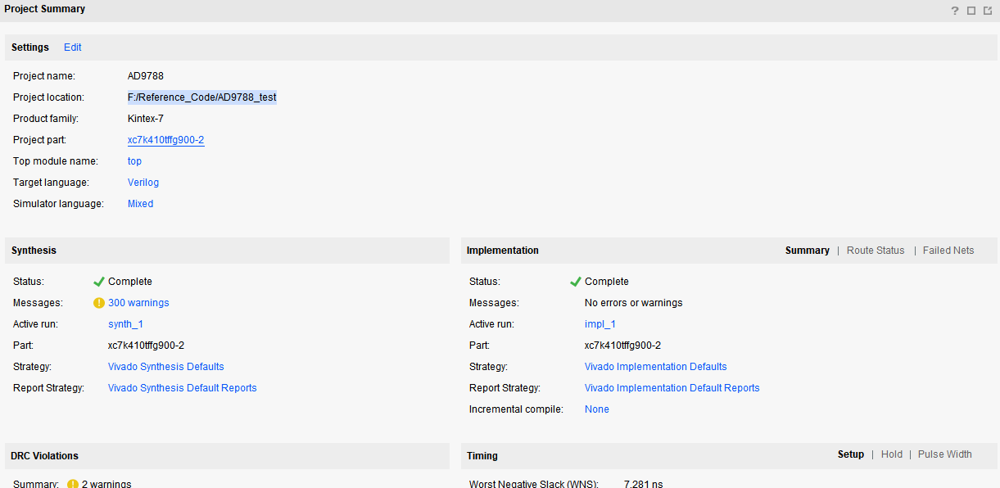 Project Summary
Settings Edit
Project name: AD9788
Project location: F:/Reference_Code/AD9788_test
Product family: Kintex-7
Project part: xc7k410tffg900-2
Top module name: top
Target language: Verilog
Simulator language: Mixed
Synthesis
Status: Complete
Messages: 300 warnings
Active run: synth_1
Part: xc7k410tffg900-2
Strategy: Vivado Synthesis Defaults
Report Strategy: Vivado Synthesis Default Reports
Implementation Summary | Route Status | Failed Nets
Status: Complete
Messages: No errors or warnings
Active run: impl_1
Part: xc7k410tffg900-2
Strategy: Vivado Implementation Defaults
Report Strategy: Vivado Implementation Default Reports
Incremental compile: None
DRC Violations
Summary: 2 warnings
Timing Setup | Hold | Pulse Width
Worst Negative Slack (WNS): 7.281 ns